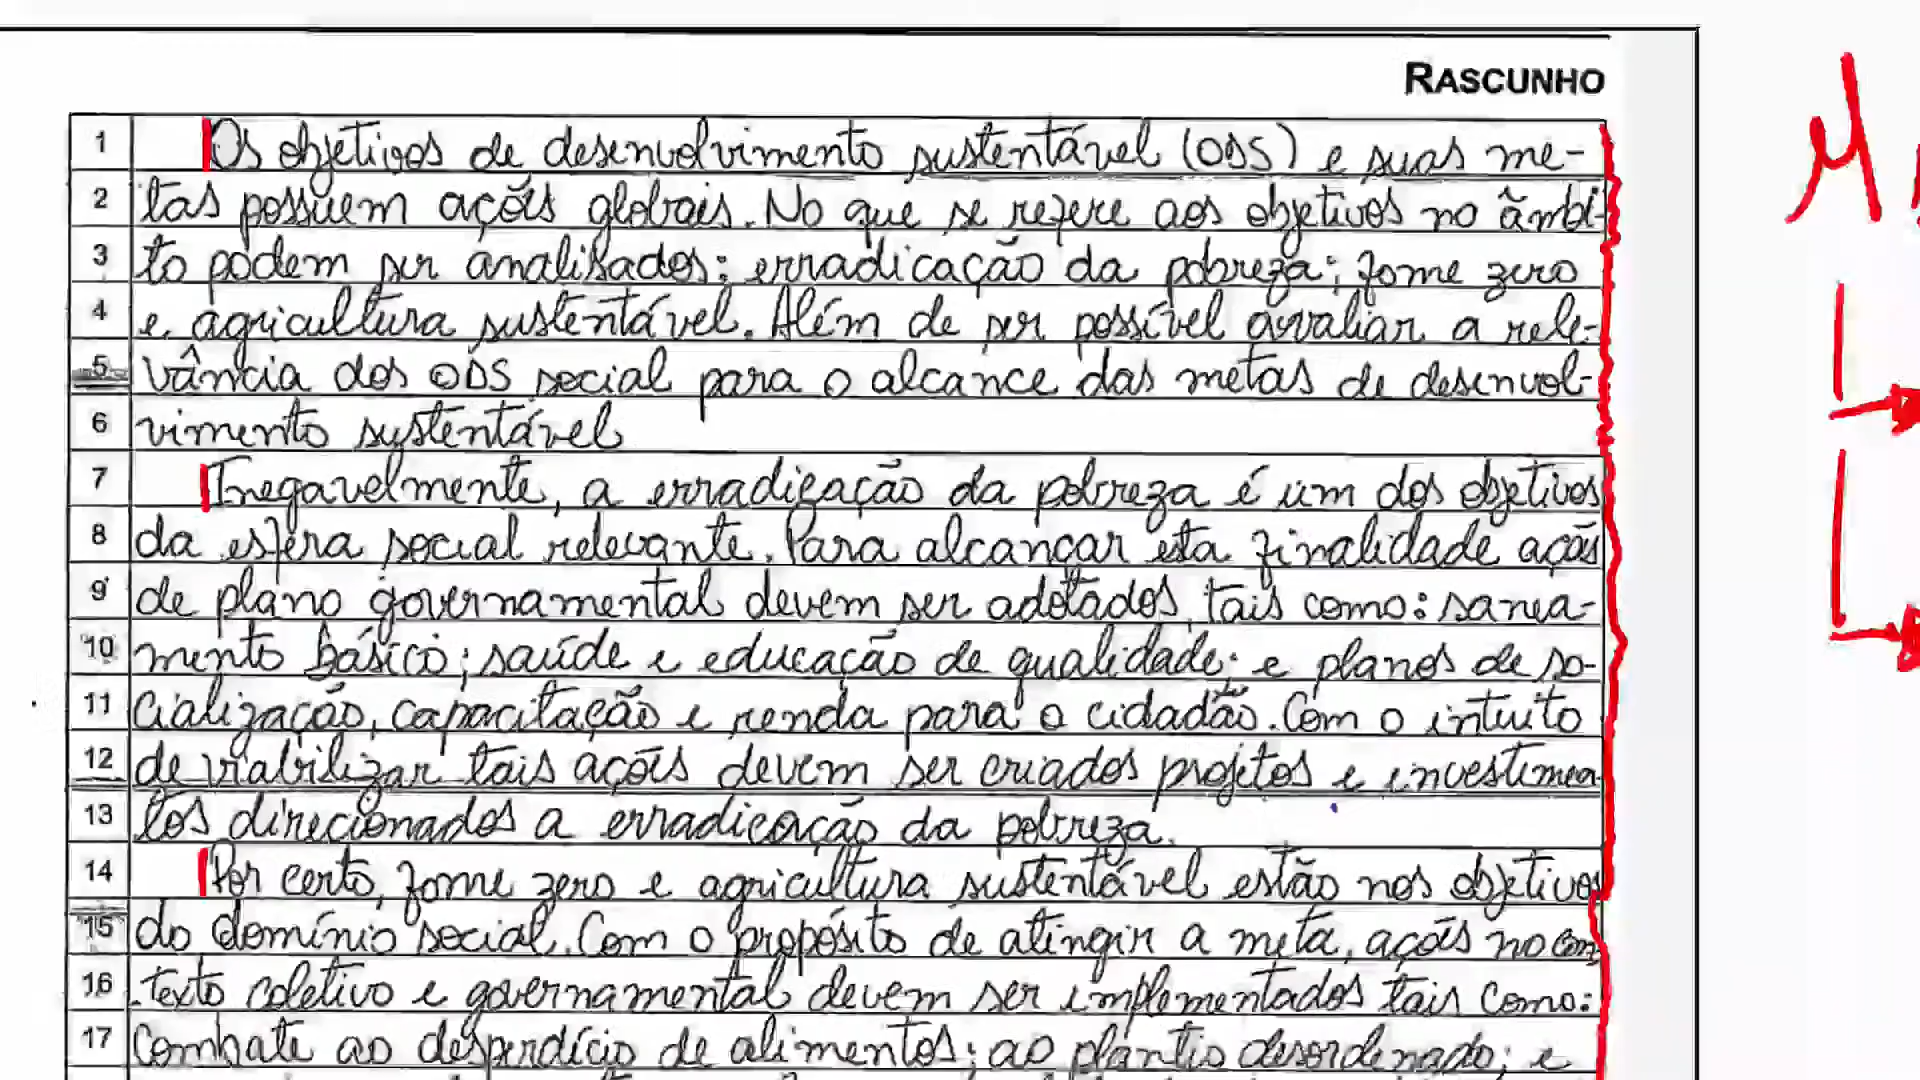 RASCUNHO
1 Os objetivos de desenvolvimento sustentável (ODS) e suas me-
2 tas possuem ações globais. No que se refere aos objetivos no âmbi-
3 to podem ser analisados: erradicação da pobreza; fome zero
4 e agricultura sustentável. Além de ser possível avaliar a rele-
5 vância dos ODS social para o alcance das metas de desenvol-
6 vimento sustentável
7 Inegavelmente, a erradicação da pobreza é um dos objetivos
8 da esfera social relevante. Para alcançar esta finalidade ações
9 de plano governamental devem ser adotados, tais como: sanea-
10 mento básico; saúde e educação de qualidade; e planos de so-
11 cialização, capacitação e renda para o cidadão. Com o intuito
12 de viabilizar tais ações devem ser criados projetos e investimen
13 tos direcionados a erradicação da pobreza.
14 Por certo, fome zero e agricultura sustentável estão nos objetivos
15 do domínio social. Com o propósito de atingir a meta, ações no con-
16 texto coletivo e governamental devem ser implementados tais como:
17 Combate ao desperdício de alimentos; ao plantio desordenado; e